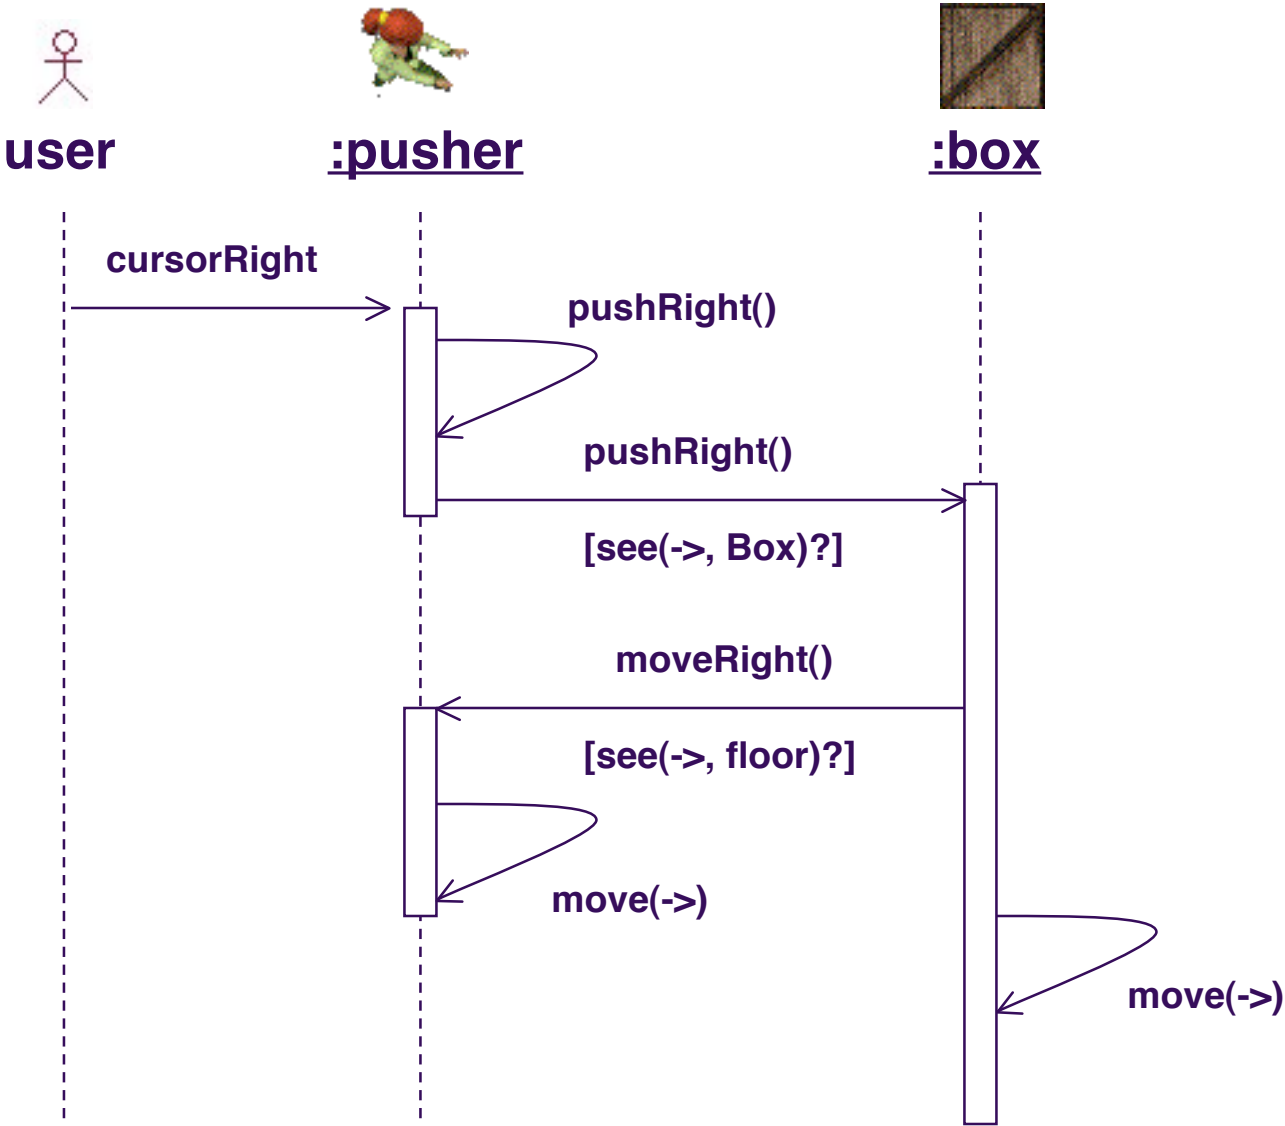 user
:pusher
:box
cursorRight
pushRight()
pushRight()
[see(->, Box)?]
moveRight()
[see(->, floor)?]
move(->)
move(->)